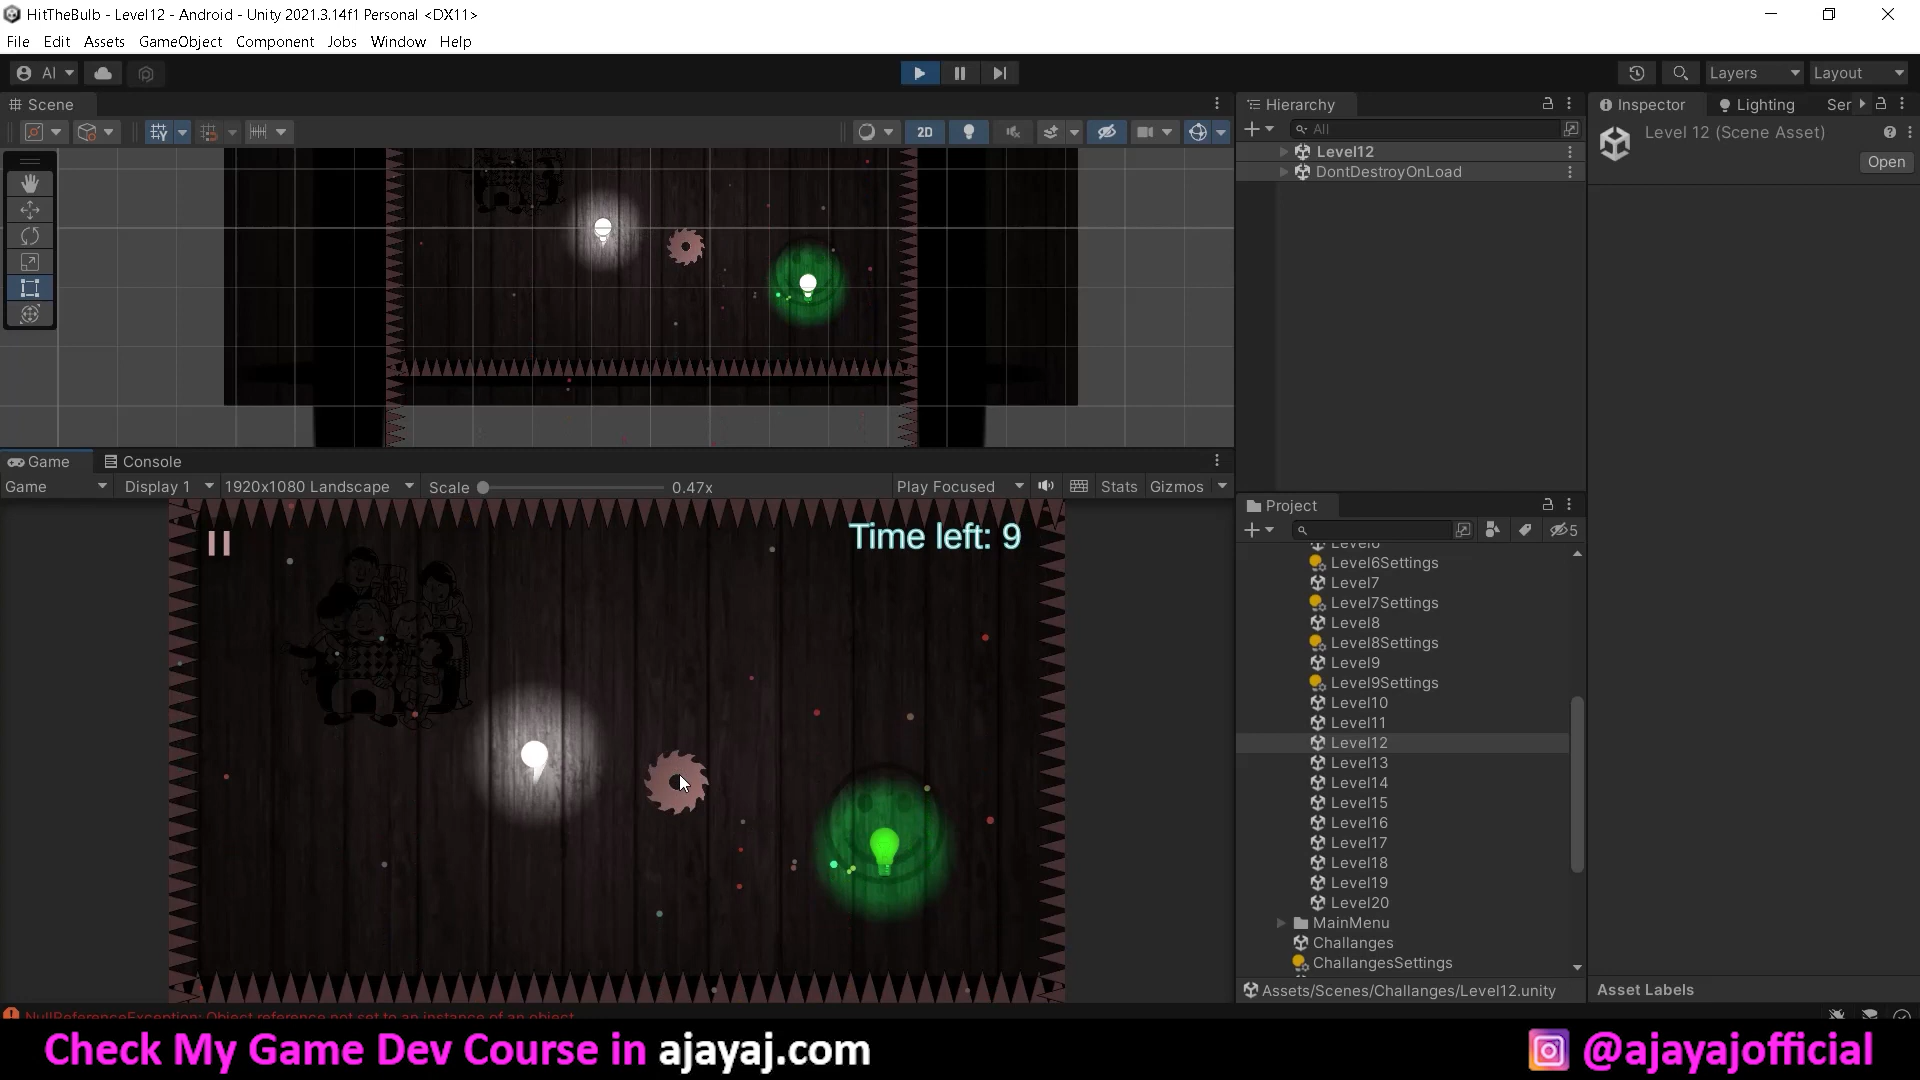 HitTheBulb - Level12 - Android - Unity 2021.3.14f1 Personal <DX11>
File Edit Assets GameObject Component Jobs Window Help
AI
Layers
Layout
Scene
2D
Hierarchy
All
Level12
DontDestroyOnLoad
Inspector
Lighting
Ser
Level 12 (Scene Asset)
Open
Game
Console
Game
Display 1
1920x1080 Landscape
Scale
0.47x
Play Focused
Stats
Gizmos
Time left: 9
Project
5
Level6
Level6Settings
Level7
Level7Settings
Level8
Level8Settings
Level9
Level9Settings
Level10
Level11
Level12
Level13
Level14
Level15
Level16
Level17
Level18
Level19
Level20
MainMenu
Challanges
ChallangesSettings
Assets/Scenes/Challanges/Level12.unity
Asset Labels
NullReferenceException: Object reference not set to an instance of an object
Check My Game Dev Course in ajayaj.com
@ajayajofficial